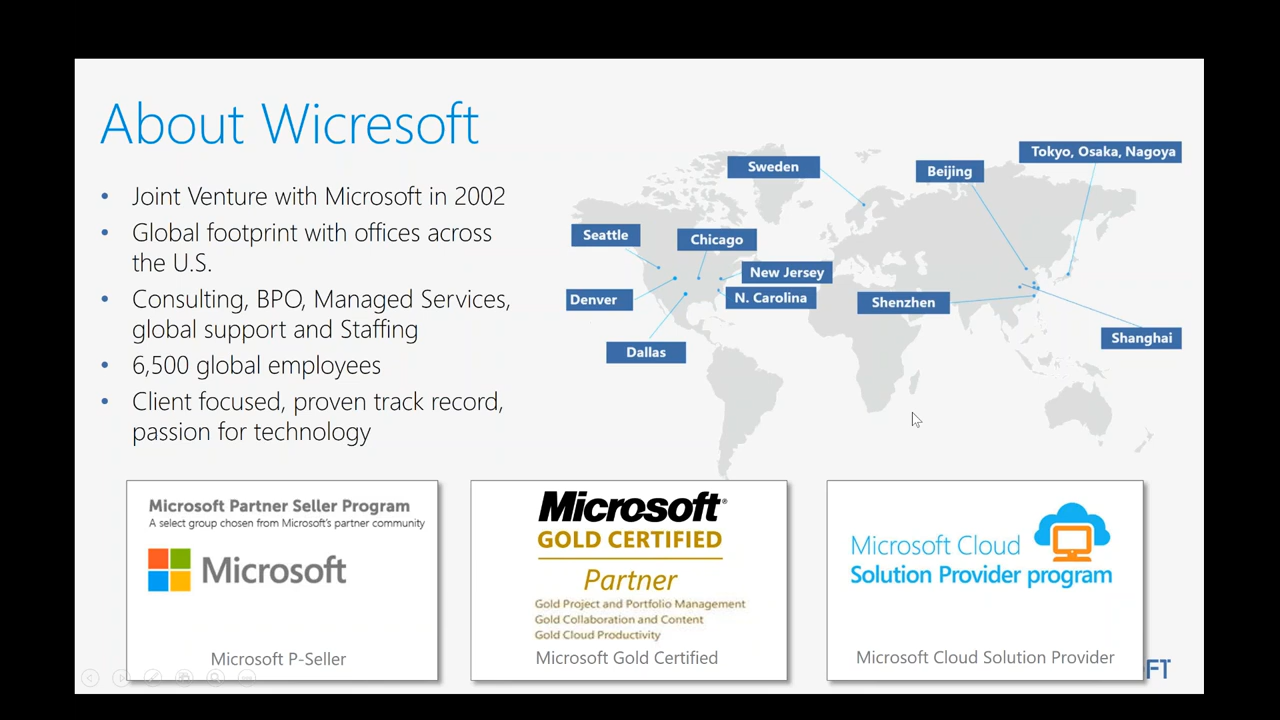 About Wicresoft
• Joint Venture with Microsoft in 2002
• Global footprint with offices across
the U.S.
• Consulting, BPO, Managed Services,
global support and Staffing
• 6,500 global employees
• Client focused, proven track record,
passion for technology
Sweden
Beijing
Tokyo, Osaka, Nagoya
Seattle
Chicago
New Jersey
Denver
N. Carolina
Shenzhen
Dallas
Shanghai
Microsoft Partner Seller Program
A select group chosen from Microsoft's partner community
Microsoft
Microsoft P-Seller
Microsoft®
GOLD CERTIFIED
Partner
Gold Project and Portfolio Management
Gold Collaboration and Content
Gold Cloud Productivity
Microsoft Gold Certified
Microsoft Cloud
Solution Provider program
Microsoft Cloud Solution Provider
FT